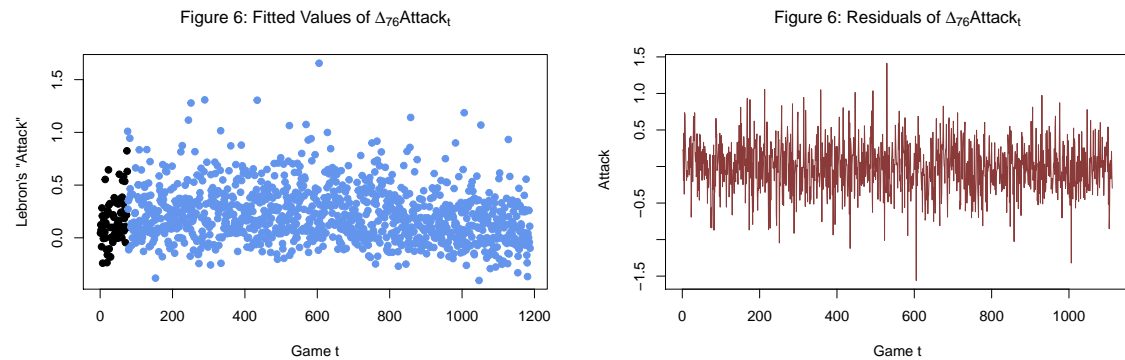 Figure 6: Fitted Values of Δ₇₆Attackₜ
Lebron's "Attack"
1.5
1.0
0.5
0.0
0 200 400 600 800 1000 1200
Game t
Figure 6: Residuals of Δ₇₆Attackₜ
Attack
1.5
1.0
0.5
−0.5
−1.5
0 200 400 600 800 1000
Game t